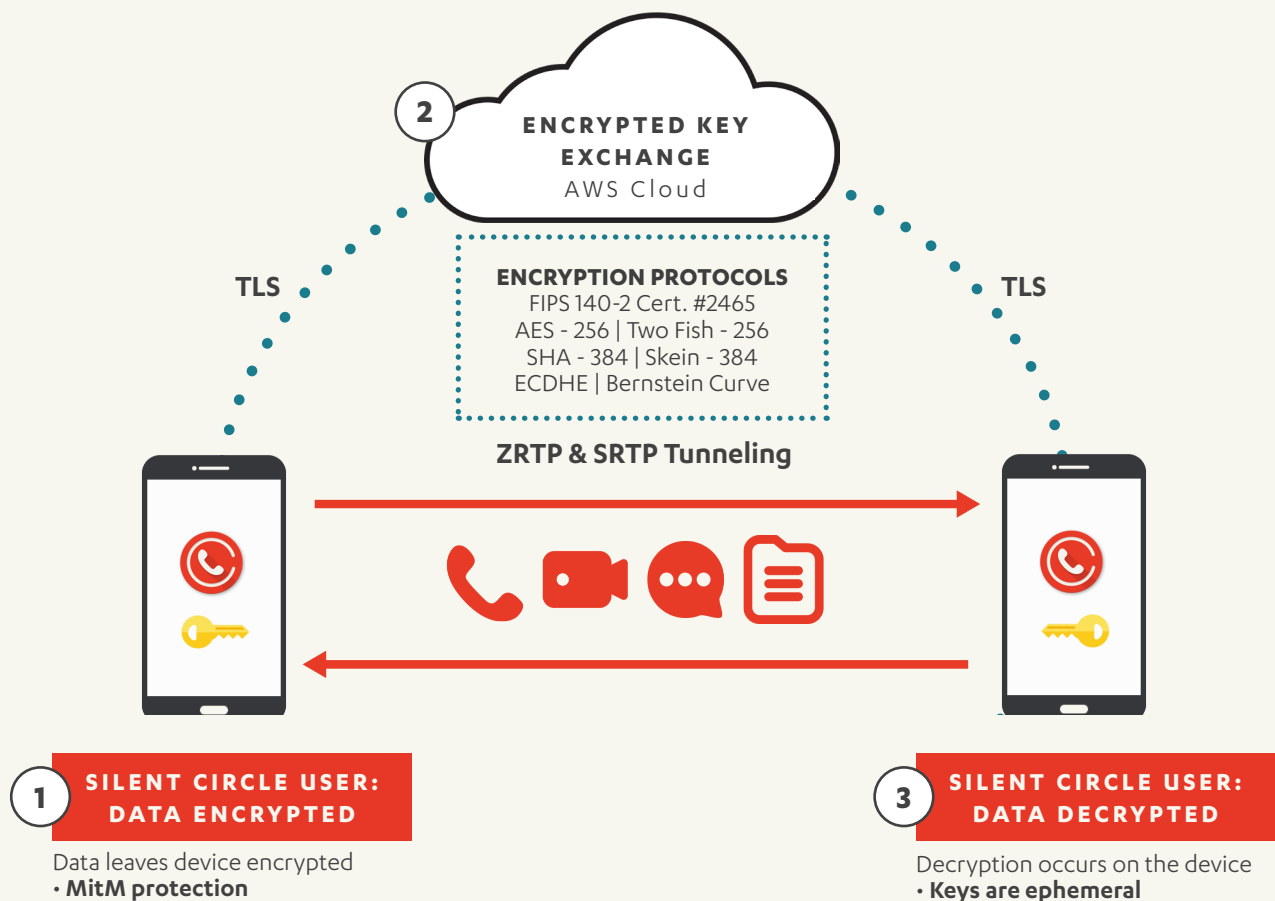 2
ENCRYPTED KEY
EXCHANGE
AWS Cloud
TLS
TLS
ENCRYPTION PROTOCOLS
FIPS 140-2 Cert. #2465
AES - 256 | Two Fish - 256
SHA - 384 | Skein - 384
ECDHE | Bernstein Curve
ZRTP & SRTP Tunneling
1
SILENT CIRCLE USER:
DATA ENCRYPTED
Data leaves device encrypted
• MitM protection
3
SILENT CIRCLE USER:
DATA DECRYPTED
Decryption occurs on the device
• Keys are ephemeral